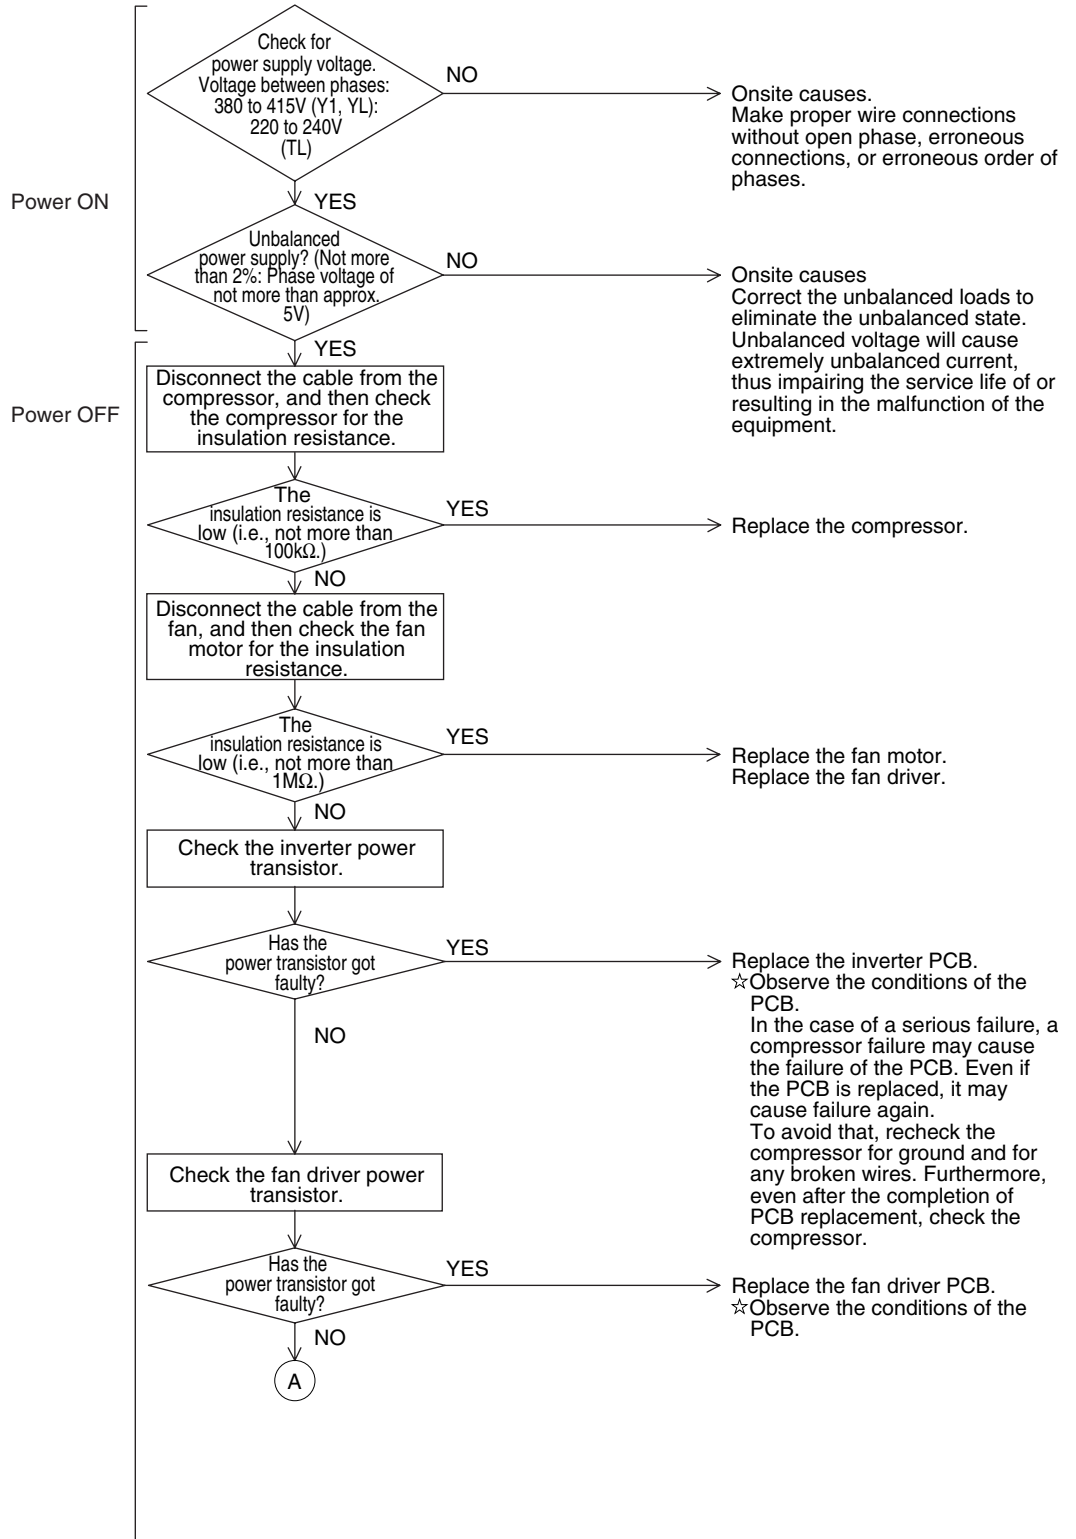 Check for
power supply voltage.
Voltage between phases:
380 to 415V (Y1, YL):
220 to 240V
(TL)
NO
Onsite causes.
Make proper wire connections
without open phase, erroneous
connections, or erroneous order of
phases.
Power ON
YES
Unbalanced
power supply? (Not more
than 2%: Phase voltage of
not more than approx.
5V)
NO
Onsite causes
Correct the unbalanced loads to
eliminate the unbalanced state.
Unbalanced voltage will cause
extremely unbalanced current,
thus impairing the service life of or
resulting in the malfunction of the
equipment.
YES
Power OFF
Disconnect the cable from the
compressor, and then check
the compressor for the
insulation resistance.
The
insulation resistance is
low (i.e., not more than
100kΩ.)
YES
Replace the compressor.
NO
Disconnect the cable from the
fan, and then check the fan
motor for the insulation
resistance.
The
insulation resistance is
low (i.e., not more than
1MΩ.)
YES
Replace the fan motor.
Replace the fan driver.
NO
Check the inverter power
transistor.
Has the
power transistor got
faulty?
YES
Replace the inverter PCB.
☆Observe the conditions of the
PCB.
In the case of a serious failure, a
compressor failure may cause
the failure of the PCB. Even if
the PCB is replaced, it may
cause failure again.
To avoid that, recheck the
compressor for ground and for
any broken wires. Furthermore,
even after the completion of
PCB replacement, check the
compressor.
NO
Check the fan driver power
transistor.
Has the
power transistor got
faulty?
YES
Replace the fan driver PCB.
☆Observe the conditions of the
PCB.
NO
A